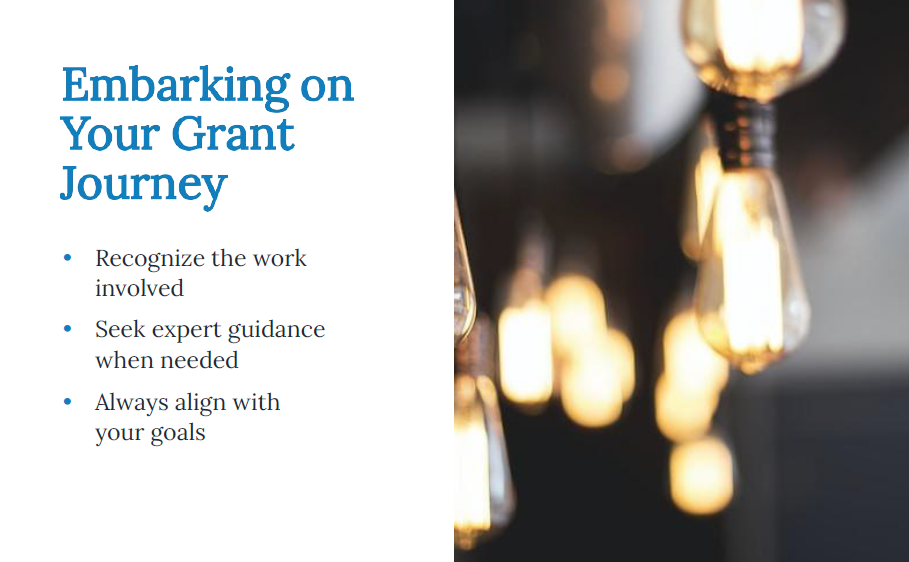 Embarking on
Your Grant
Journey
• Recognize the work
involved
• Seek expert guidance
when needed
• Always align with
your goals